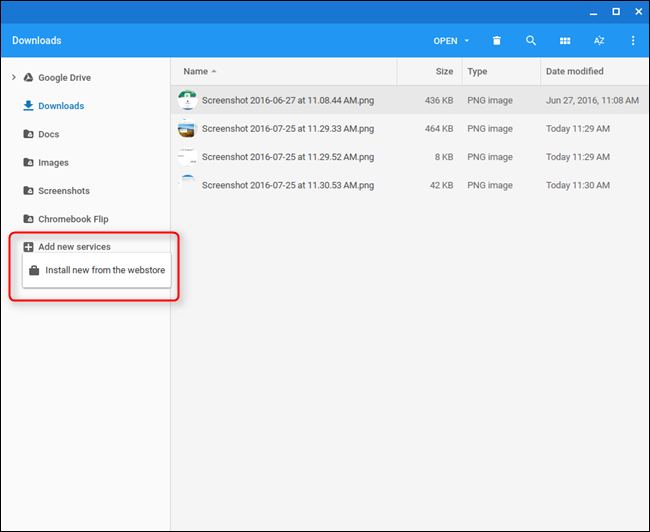 Downloads OPEN
Google Drive
Downloads
Docs
Images
Screenshots
Chromebook Flip
Add new services
Install new from the webstore
Name Size Type Date modified
Screenshot 2016-06-27 at 11.08.44 AM.png 436 KB PNG image Jun 27, 2016, 11:08 AM
Screenshot 2016-07-25 at 11.29.33 AM.png 464 KB PNG image Today 11:29 AM
Screenshot 2016-07-25 at 11.29.52 AM.png 8 KB PNG image Today 11:29 AM
Screenshot 2016-07-25 at 11.30.53 AM.png 42 KB PNG image Today 11:30 AM